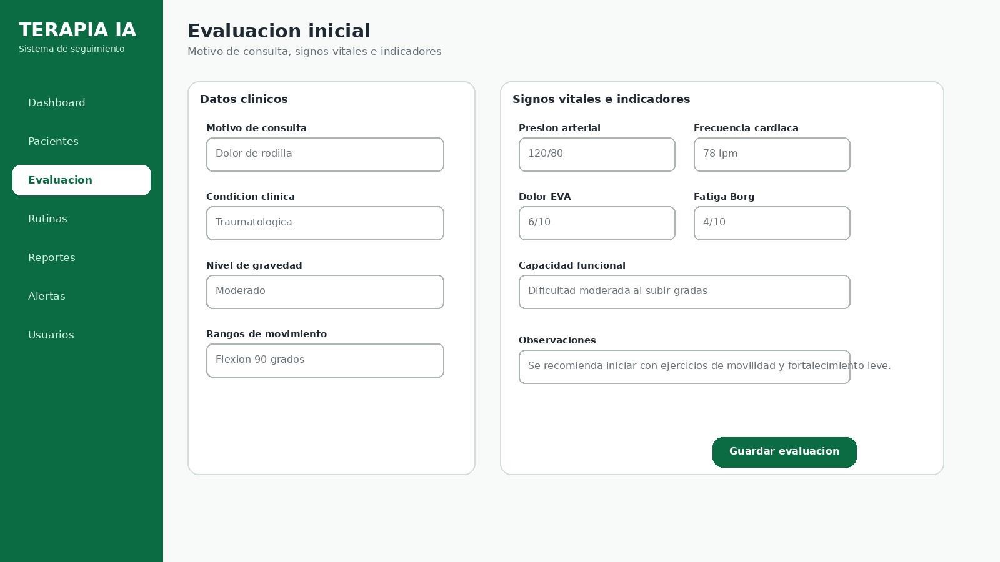 TERAPIA IA
Sistema de seguimiento
Dashboard
Pacientes
Evaluacion
Rutinas
Reportes
Alertas
Usuarios
Evaluacion inicial
Motivo de consulta, signos vitales e indicadores
Datos clinicos
Motivo de consulta
Dolor de rodilla
Condicion clinica
Traumatologica
Nivel de gravedad
Moderado
Rangos de movimiento
Flexion 90 grados
Signos vitales e indicadores
Presion arterial
120/80
Frecuencia cardiaca
78 lpm
Dolor EVA
6/10
Fatiga Borg
4/10
Capacidad funcional
Dificultad moderada al subir gradas
Observaciones
Se recomienda iniciar con ejercicios de movilidad y fortalecimiento leve.
Guardar evaluacion